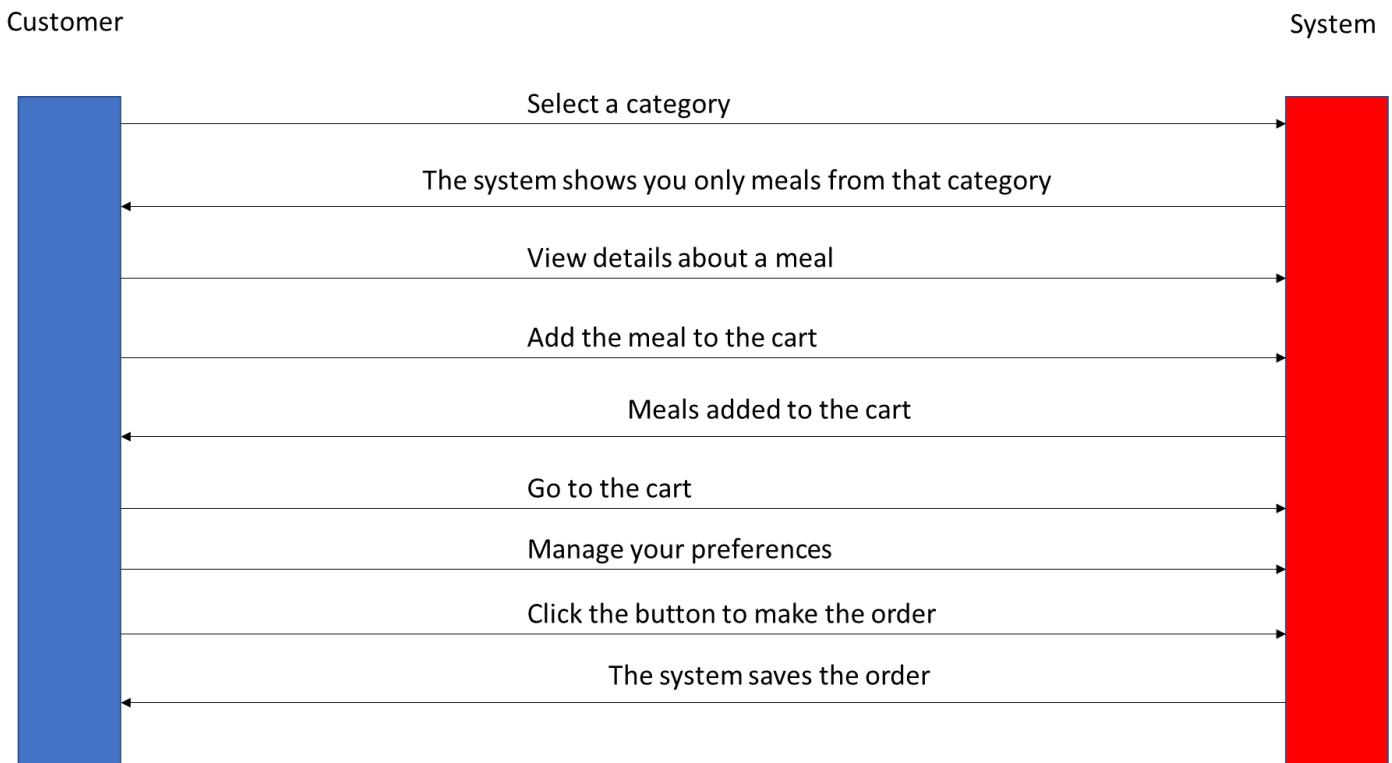 Customer
System
Select a category
The system shows you only meals from that category
View details about a meal
Add the meal to the cart
Meals added to the cart
Go to the cart
Manage your preferences
Click the button to make the order
The system saves the order